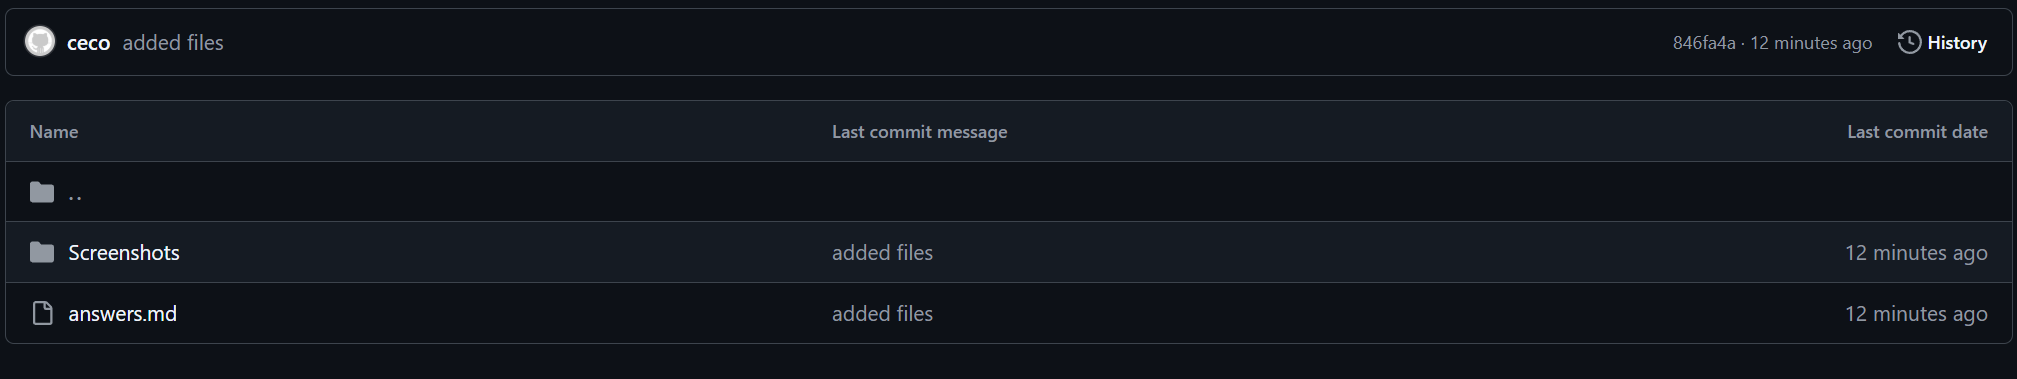 ceco added files 846fa4a · 12 minutes ago History
Name Last commit message Last commit date
..
Screenshots added files 12 minutes ago
answers.md added files 12 minutes ago